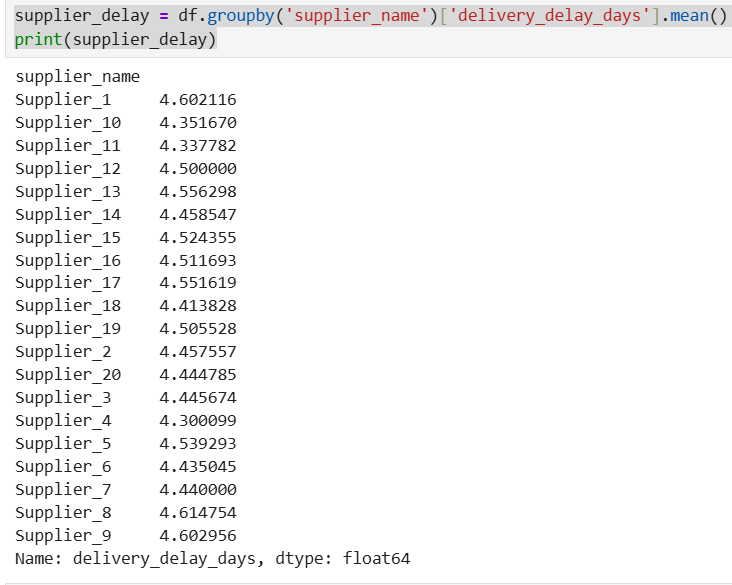 supplier_delay = df.groupby('supplier_name')['delivery_delay_days'].mean()
print(supplier_delay)
supplier_name
Supplier_1     4.602116
Supplier_10    4.351670
Supplier_11    4.337782
Supplier_12    4.500000
Supplier_13    4.556298
Supplier_14    4.458547
Supplier_15    4.524355
Supplier_16    4.511693
Supplier_17    4.551619
Supplier_18    4.413828
Supplier_19    4.505528
Supplier_2     4.457557
Supplier_20    4.444785
Supplier_3     4.445674
Supplier_4     4.300099
Supplier_5     4.539293
Supplier_6     4.435045
Supplier_7     4.440000
Supplier_8     4.614754
Supplier_9     4.602956
Name: delivery_delay_days, dtype: float64